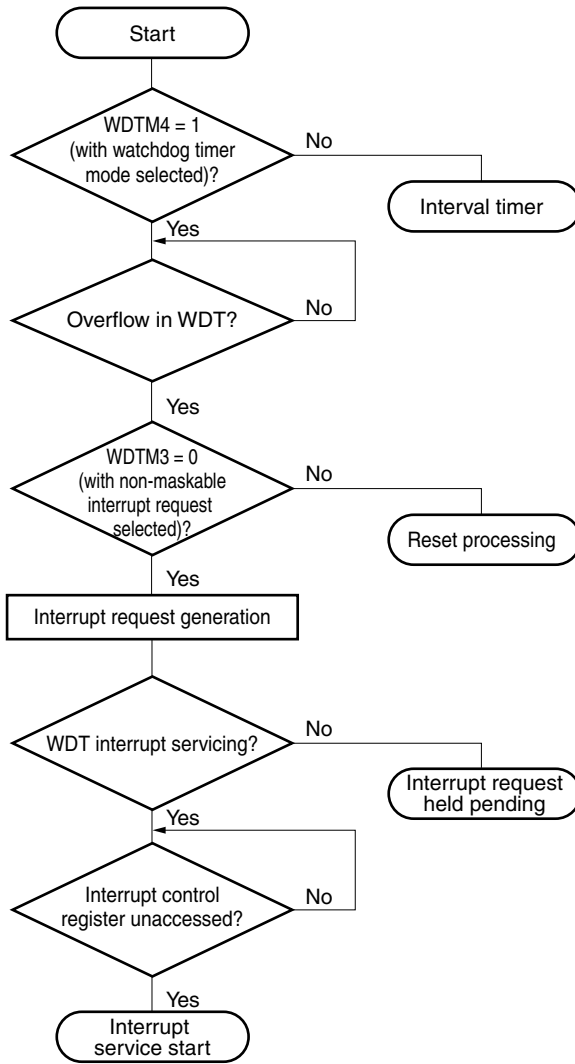 Start
WDTM4 = 1
(with watchdog timer
mode selected)?
No
Interval timer
Yes
Overflow in WDT?
No
Yes
WDTM3 = 0
(with non-maskable
interrupt request
selected)?
No
Reset processing
Yes
Interrupt request generation
WDT interrupt servicing?
No
Interrupt request
held pending
Yes
Interrupt control
register unaccessed?
No
Yes
Interrupt
service start